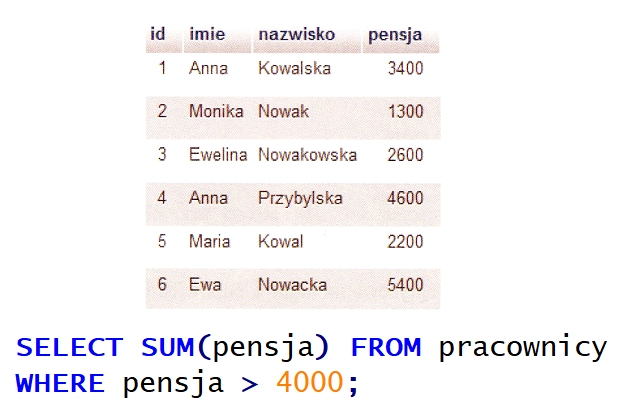 id imie nazwisko pensja
1 Anna Kowalska 3400
2 Monika Nowak 1300
3 Ewelina Nowakowska 2600
4 Anna Przybylska 4600
5 Maria Kowal 2200
6 Ewa Nowacka 5400
SELECT SUM(pensja) FROM pracownicy
WHERE pensja > 4000;